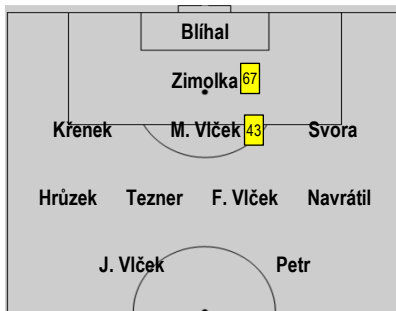 Blíhal
Zimolka 67
Křenek M. Vlček 43 Svora
Hrůzek Tezner F. Vlček Navrátil
J. Vlček Petr